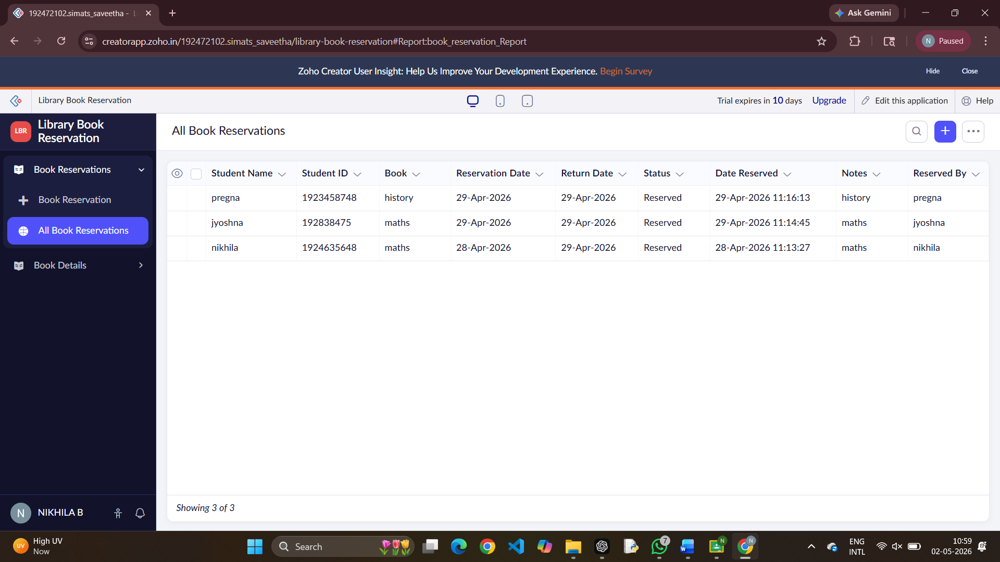 192472102.simats_saveetha - L
Ask Gemini
creatorapp.zoho.in/192472102.simats_saveetha/library-book-reservation#Report:book_reservation_Report
N Paused
Zoho Creator User Insight: Help Us Improve Your Development Experience. Begin Survey
Hide Close
Library Book Reservation
Trial expires in 10 days Upgrade Edit this application Help
LBR Library Book
Reservation
Book Reservations
Book Reservation
All Book Reservations
Book Details
All Book Reservations
Student Name Student ID Book Reservation Date Return Date Status Date Reserved Notes Reserved By
pregna 1923458748 history 29-Apr-2026 29-Apr-2026 Reserved 29-Apr-2026 11:16:13 history pregna
jyoshna 192838475 maths 29-Apr-2026 29-Apr-2026 Reserved 29-Apr-2026 11:14:45 maths jyoshna
nikhila 1924635648 maths 28-Apr-2026 29-Apr-2026 Reserved 28-Apr-2026 11:13:27 maths nikhila
Showing 3 of 3
N NIKHILA B
UV High UV
Now
Search
7
W
N
N
ENG
INTL
10:59
02-05-2026